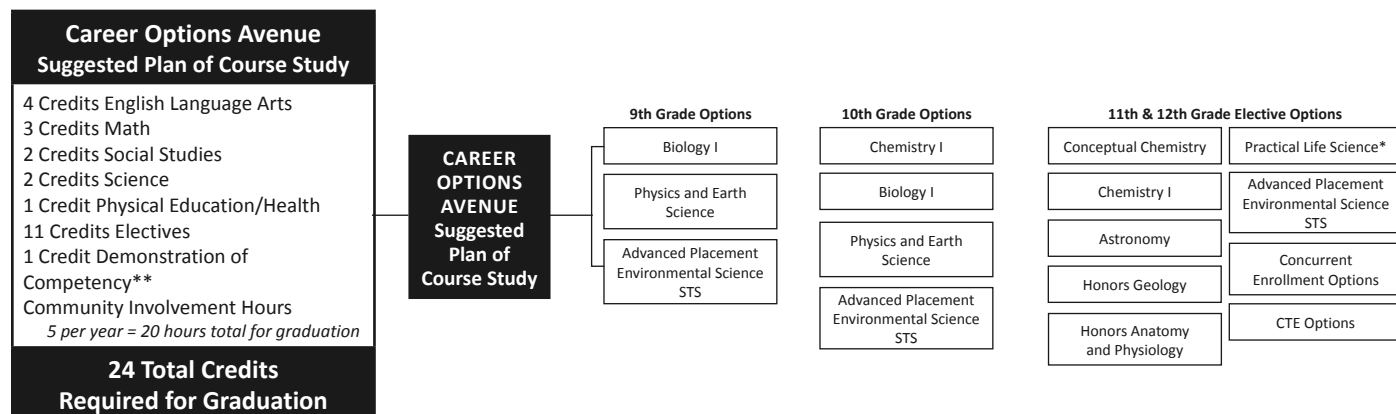 Career Options Avenue
Suggested Plan of Course Study
4 Credits English Language Arts
3 Credits Math
2 Credits Social Studies
2 Credits Science
1 Credit Physical Education/Health
11 Credits Electives
1 Credit Demonstration of
Competency**
Community Involvement Hours
5 per year = 20 hours total for graduation
24 Total Credits
Required for Graduation
CAREER
OPTIONS
AVENUE
Suggested
Plan of
Course Study
9th Grade Options
Biology I
Physics and Earth
Science
Advanced Placement
Environmental Science
STS
10th Grade Options
Chemistry I
Biology I
Physics and Earth
Science
Advanced Placement
Environmental Science
STS
11th & 12th Grade Elective Options
Conceptual Chemistry
Chemistry I
Astronomy
Honors Geology
Honors Anatomy
and Physiology
Practical Life Science*
Advanced Placement
Environmental Science
STS
Concurrent
Enrollment Options
CTE Options